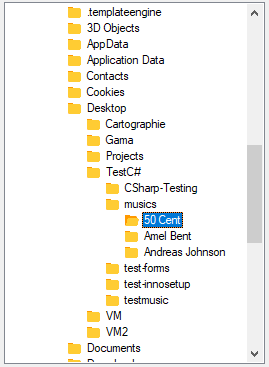 .templateengine
3D Objects
AppData
Application Data
Contacts
Cookies
Desktop
Cartographie
Gama
Projects
TestC#
CSharp-Testing
musics
50 Cent
Amel Bent
Andreas Johnson
test-forms
test-innosetup
testmusic
VM
VM2
Documents